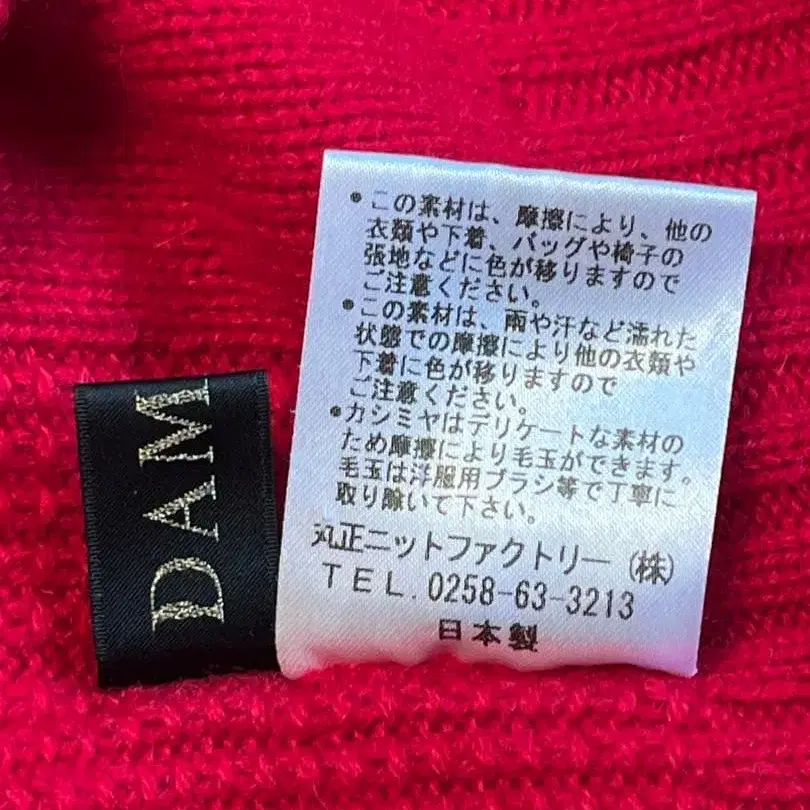 DAM
●この素材は、摩擦により、他の
衣類や下着、バッグや椅子の
張地などに色が移りますので
ご注意ください。
●この素材は、雨や汗など濡れた
状態での摩擦により他の衣類や
下着に色が移りますので
ご注意ください。
●カシミヤはデリケートな素材の
ため摩擦により毛玉ができます。
毛玉は洋服用ブラシ等で丁寧に
取り除いて下さい。
丸正ニットファクトリー(株)
TEL.0258-63-3213
日本製